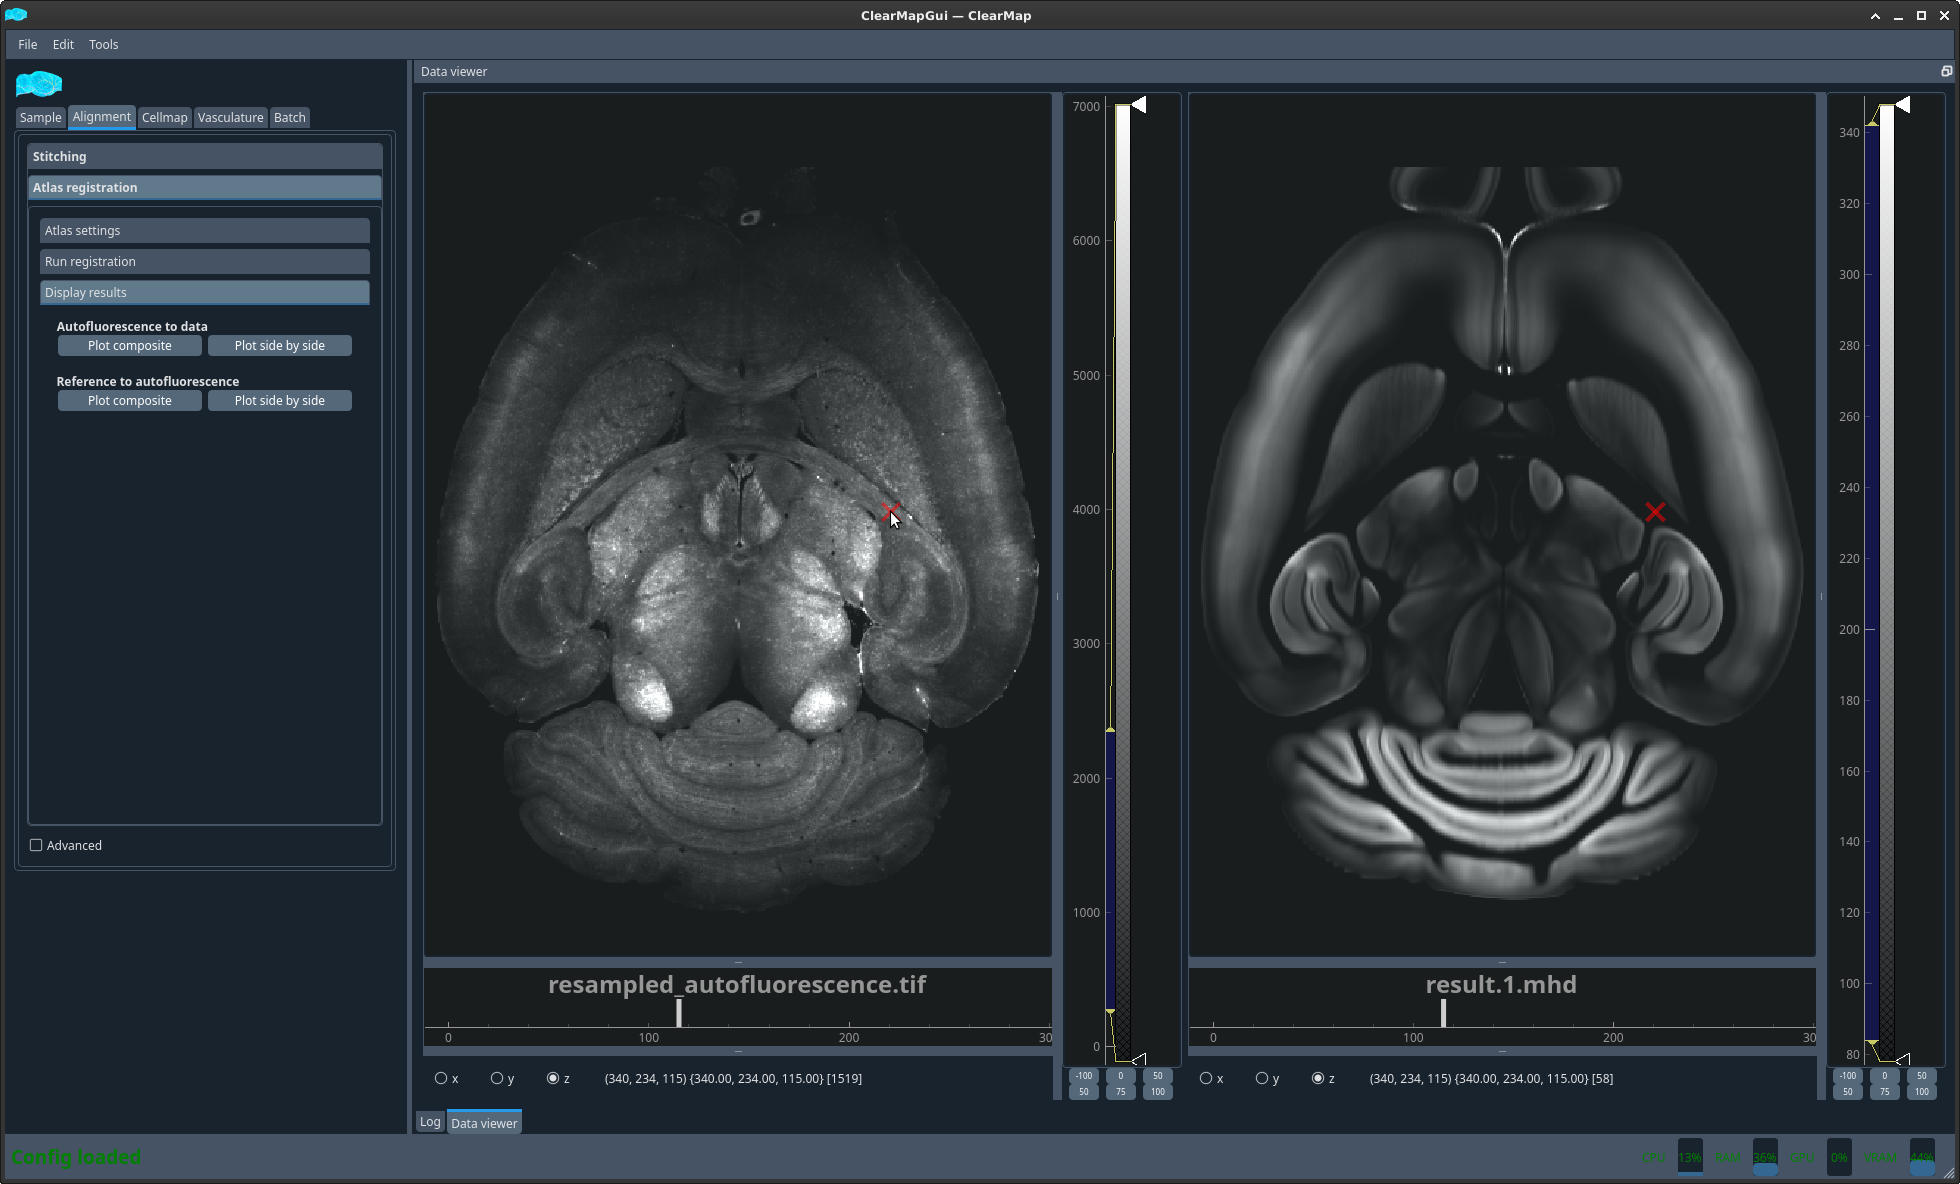 ClearMapGui — ClearMap
File Edit Tools
Data viewer
Sample Alignment Cellmap Vasculature Batch
Stitching
Atlas registration
Atlas settings
Run registration
Display results
Autofluorescence to data
Plot composite Plot side by side
Reference to autofluorescence
Plot composite Plot side by side
Advanced
7000
6000
5000
4000
3000
2000
1000
0
340
320
300
280
260
240
220
200
180
160
140
120
100
80
resampled_autofluorescence.tif
0 100 200 30
x y z (340, 234, 115) {340.00, 234.00, 115.00} [1519]
-100 0 50
50 75 100
result.1.mhd
0 100 200 30
x y z (340, 234, 115) {340.00, 234.00, 115.00} [58]
-100 0 50
50 75 100
Log Data viewer
Config loaded
CPU 13% RAM 36% GPU 0% VRAM 44%